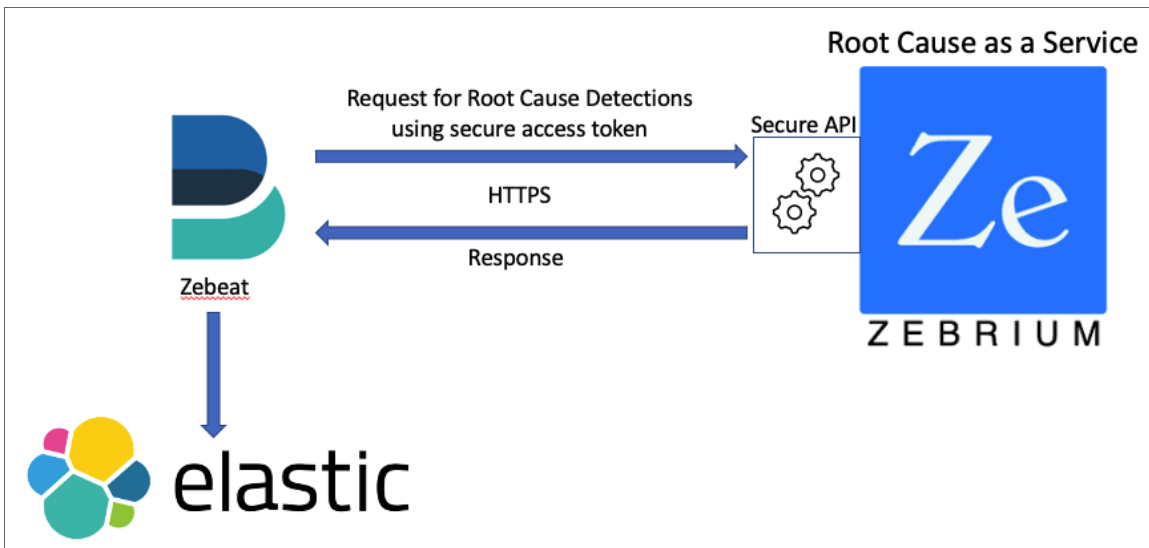 Root Cause as a Service
Request for Root Cause Detections
using secure access token
Secure API
Ze
HTTPS
Response
Zebeat
ZEBRIUM
elastic